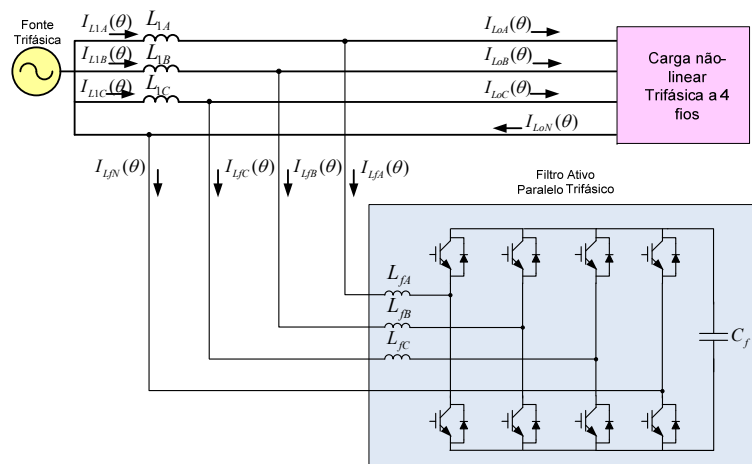 Fonte
Trifásica
I_{L1A}(θ)
L_{1A}
I_{LoA}(θ)
I_{L1B}(θ)
L_{1B}
I_{LoB}(θ)
I_{L1C}(θ)
L_{1C}
I_{LoC}(θ)
I_{LoN}(θ)
Carga não-
linear
Trifásica a 4
fios
I_{LfN}(θ)
I_{LfC}(θ)
I_{LfB}(θ)
I_{LfA}(θ)
Filtro Ativo
Paralelo Trifásico
L_{fA}
L_{fB}
L_{fC}
C_f